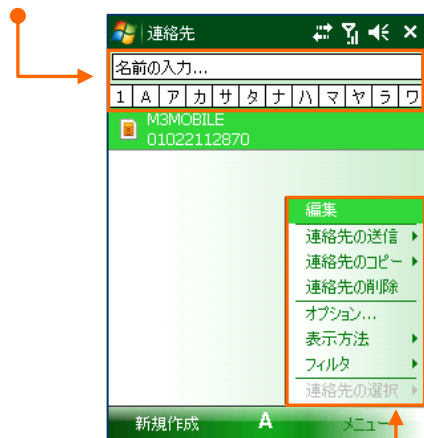 連絡先
名前の入力...
1 A ア カ サ タ ナ ハ マ ヤ ラ ワ
M3MOBILE
01022112870
編集
連絡先の送信
連絡先のコピー
連絡先の削除
オプション...
表示方法
フィルタ
連絡先の選択
新規作成 A メニュー